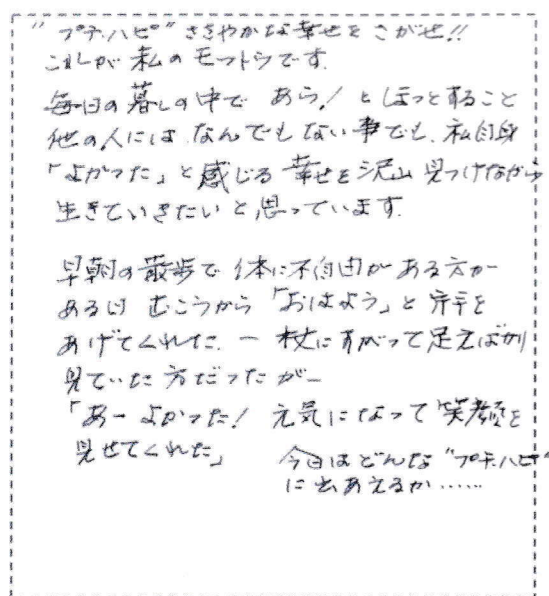 "プチ.ハピ"ささやかな幸せをさがせ!!
これが私のモットウです.
毎日の暮しの中で あら！とほっとすること
他の人には なんでもない事でも、私自身
「よかった」と感じる 幸せを沢山 見つけながら
生きていきたいと思っています.
早朝の散歩で 体に不自由がある方が
ある日 むこうから「おはよう」と片手を
あげてくれた. ー 杖にすがって足元ばかり
見ていた方だったがー
「あー よかった！ 元気になって 笑顔を
見せてくれた」
今日はどんな"プチ.ハピ"
に出あえるか……